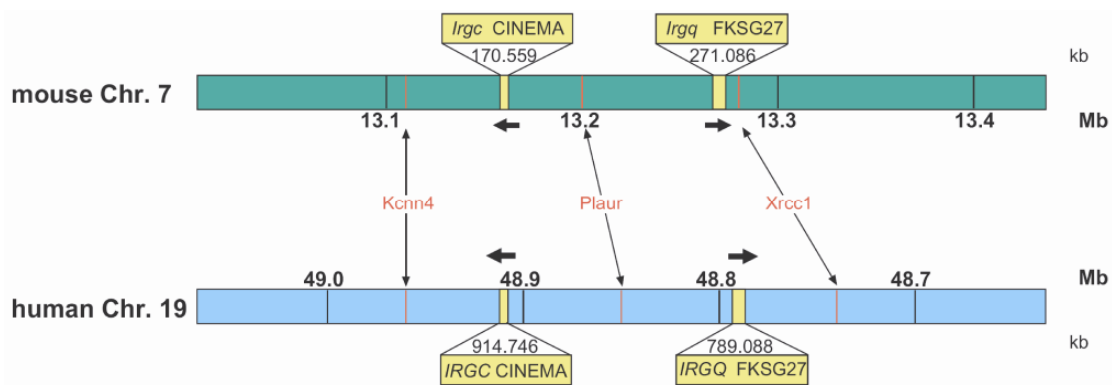 Irgc CINEMA
170.559
Irgq FKSG27
271.086
kb
mouse Chr. 7
13.1
13.2
13.3
13.4
Mb
Kcnn4
Plaur
Xrcc1
49.0
48.9
48.8
48.7
Mb
human Chr. 19
914.746
IRGC CINEMA
789.088
IRGQ FKSG27
kb